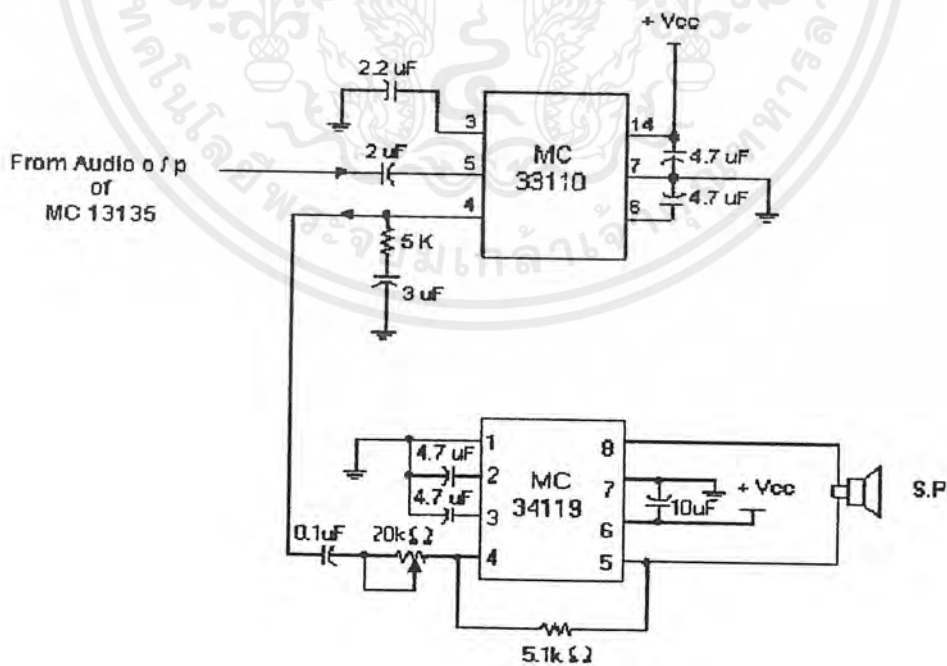 + Vcc
2.2 uF
3
14
From Audio o / p
of
MC 13135
2 uF
5
MC
33110
7
4.7 uF
4.7 uF
4
6
5 K
3 uF
1
8
4.7 uF
2
MC
34119
7
+ Vcc
S.P
4.7 uF
3
10uF
6
0.1uF
20kΩ
4
5
5.1kΩ